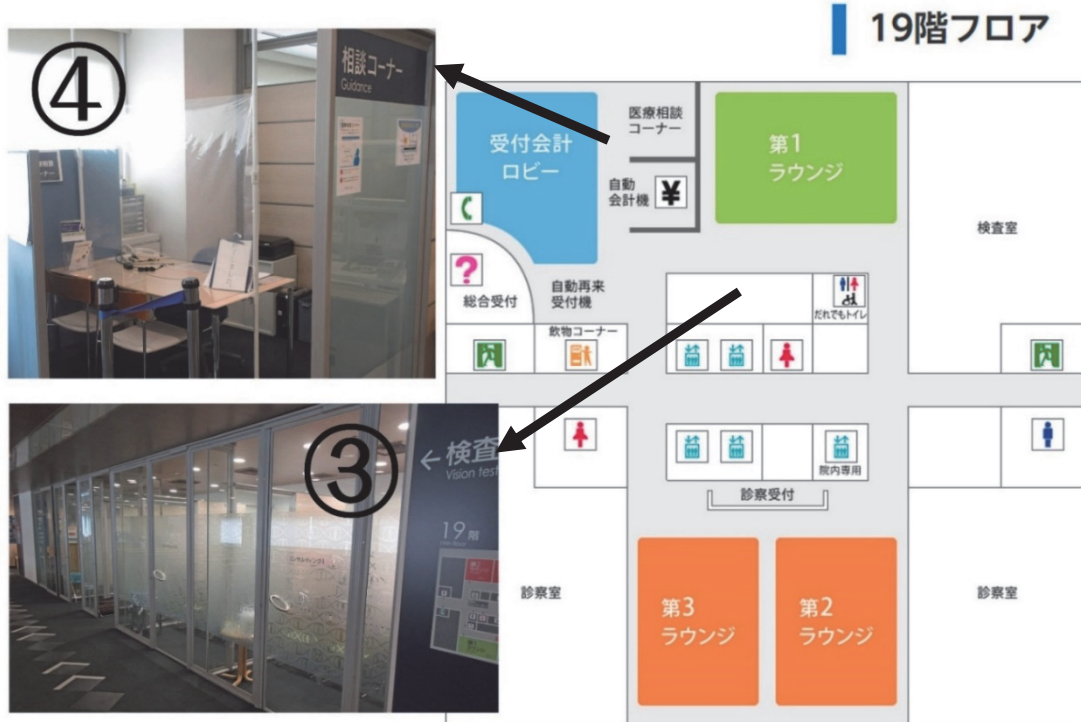 19階フロア
④
相談コーナー
Guidance
医療相談
コーナー
受付会計
ロビー
第1
ラウンジ
自動
会計機
¥
検査室
?
総合受付
自動再来
受付機
だれでもトイレ
飲物コーナー
③
←検査
Vision test
19階
院内専用
診察受付
診察室
第3
ラウンジ
第2
ラウンジ
診察室